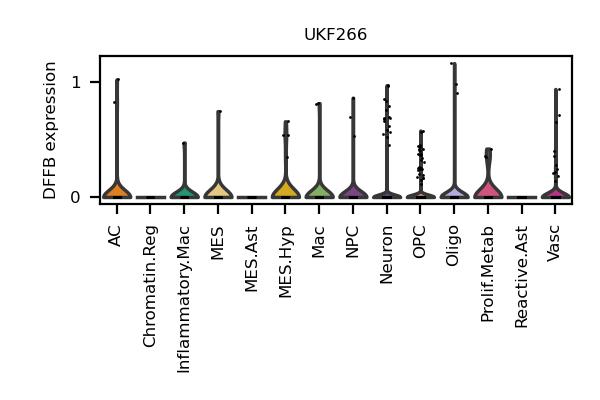 UKF266
DFFB expression
1
0
AC
Chromatin.Reg
Inflammatory.Mac
MES
MES.Ast
MES.Hyp
Mac
NPC
Neuron
OPC
Oligo
Prolif.Metab
Reactive.Ast
Vasc